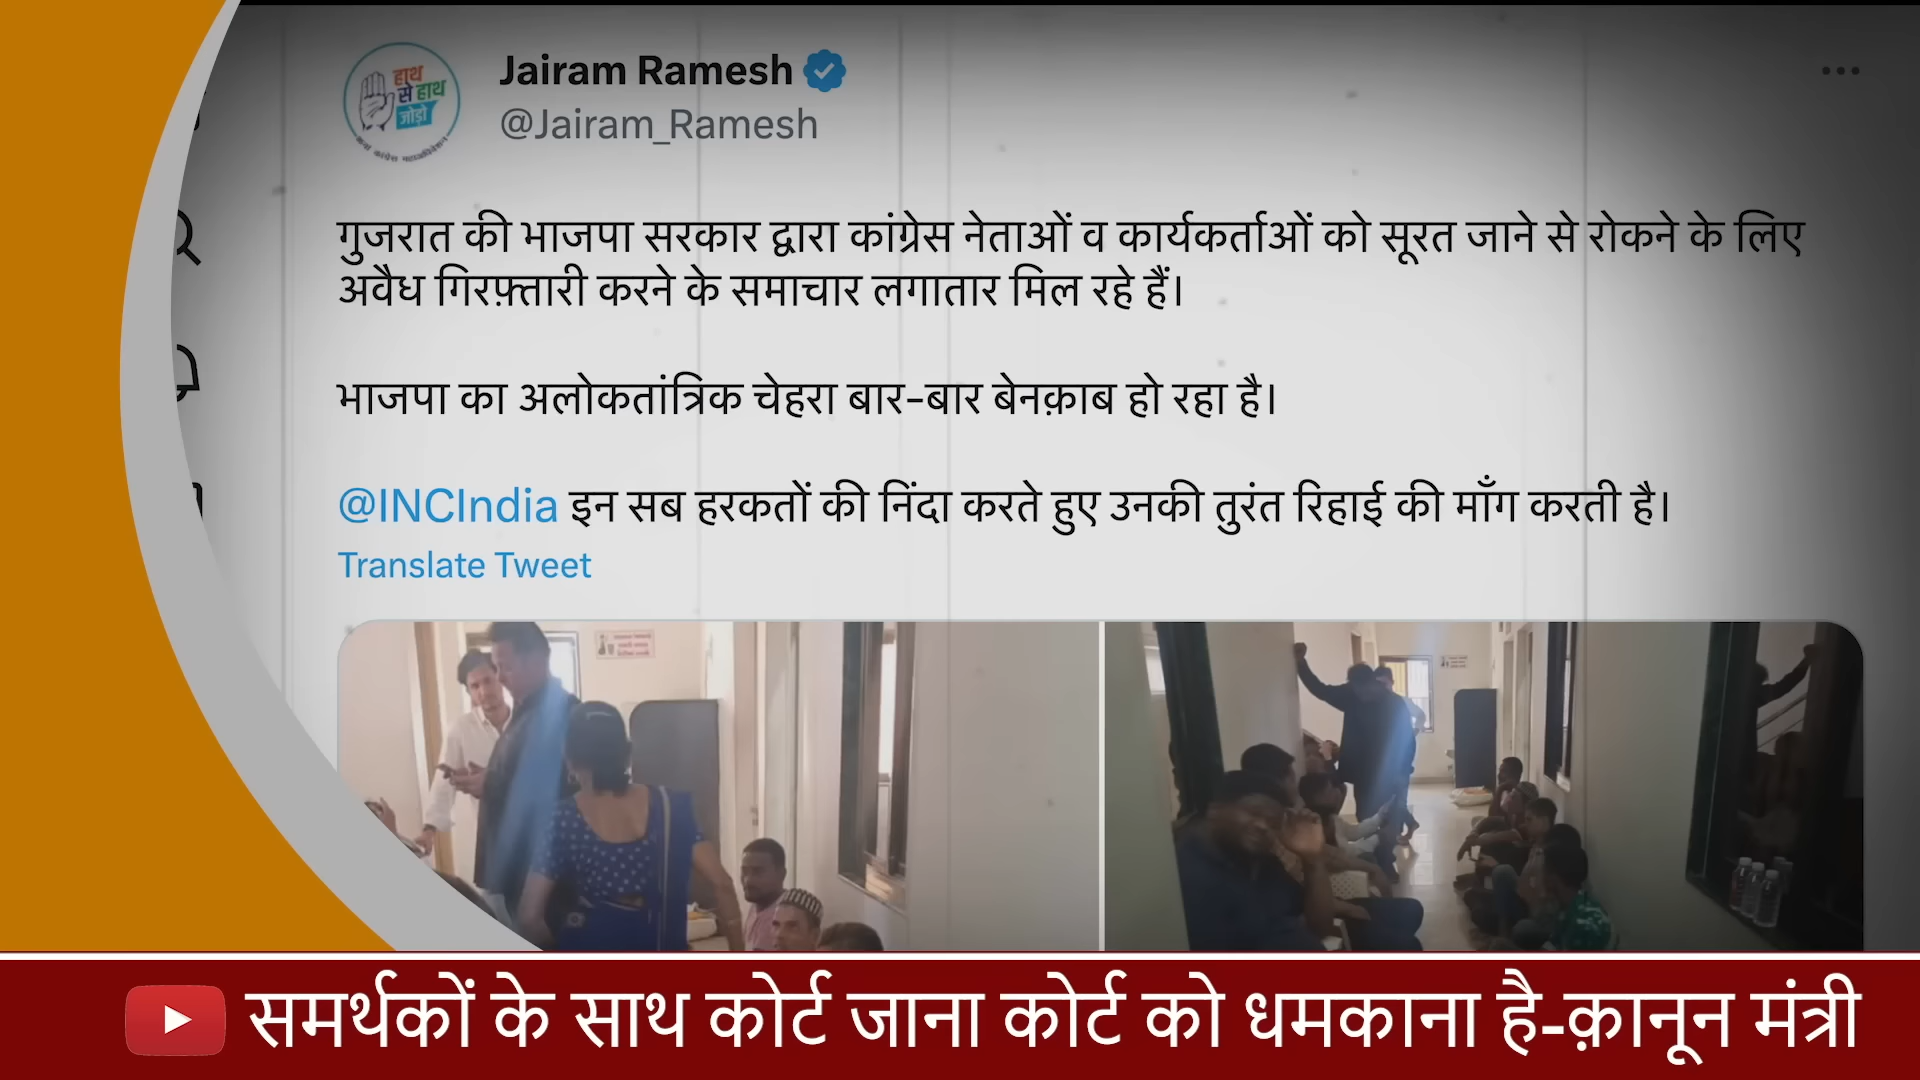 हाथ
से हाथ
जोड़ो
Jairam Ramesh
@Jairam_Ramesh
गुजरात की भाजपा सरकार द्वारा कांग्रेस नेताओं व कार्यकर्ताओं को सूरत जाने से रोकने के लिए
अवैध गिरफ़्तारी करने के समाचार लगातार मिल रहे हैं।
भाजपा का अलोकतांत्रिक चेहरा बार-बार बेनक़ाब हो रहा है।
@INCIndia इन सब हरकतों की निंदा करते हुए उनकी तुरंत रिहाई की माँग करती है।
Translate Tweet
समर्थकों के साथ कोर्ट जाना कोर्ट को धमकाना है-क़ानून मंत्री